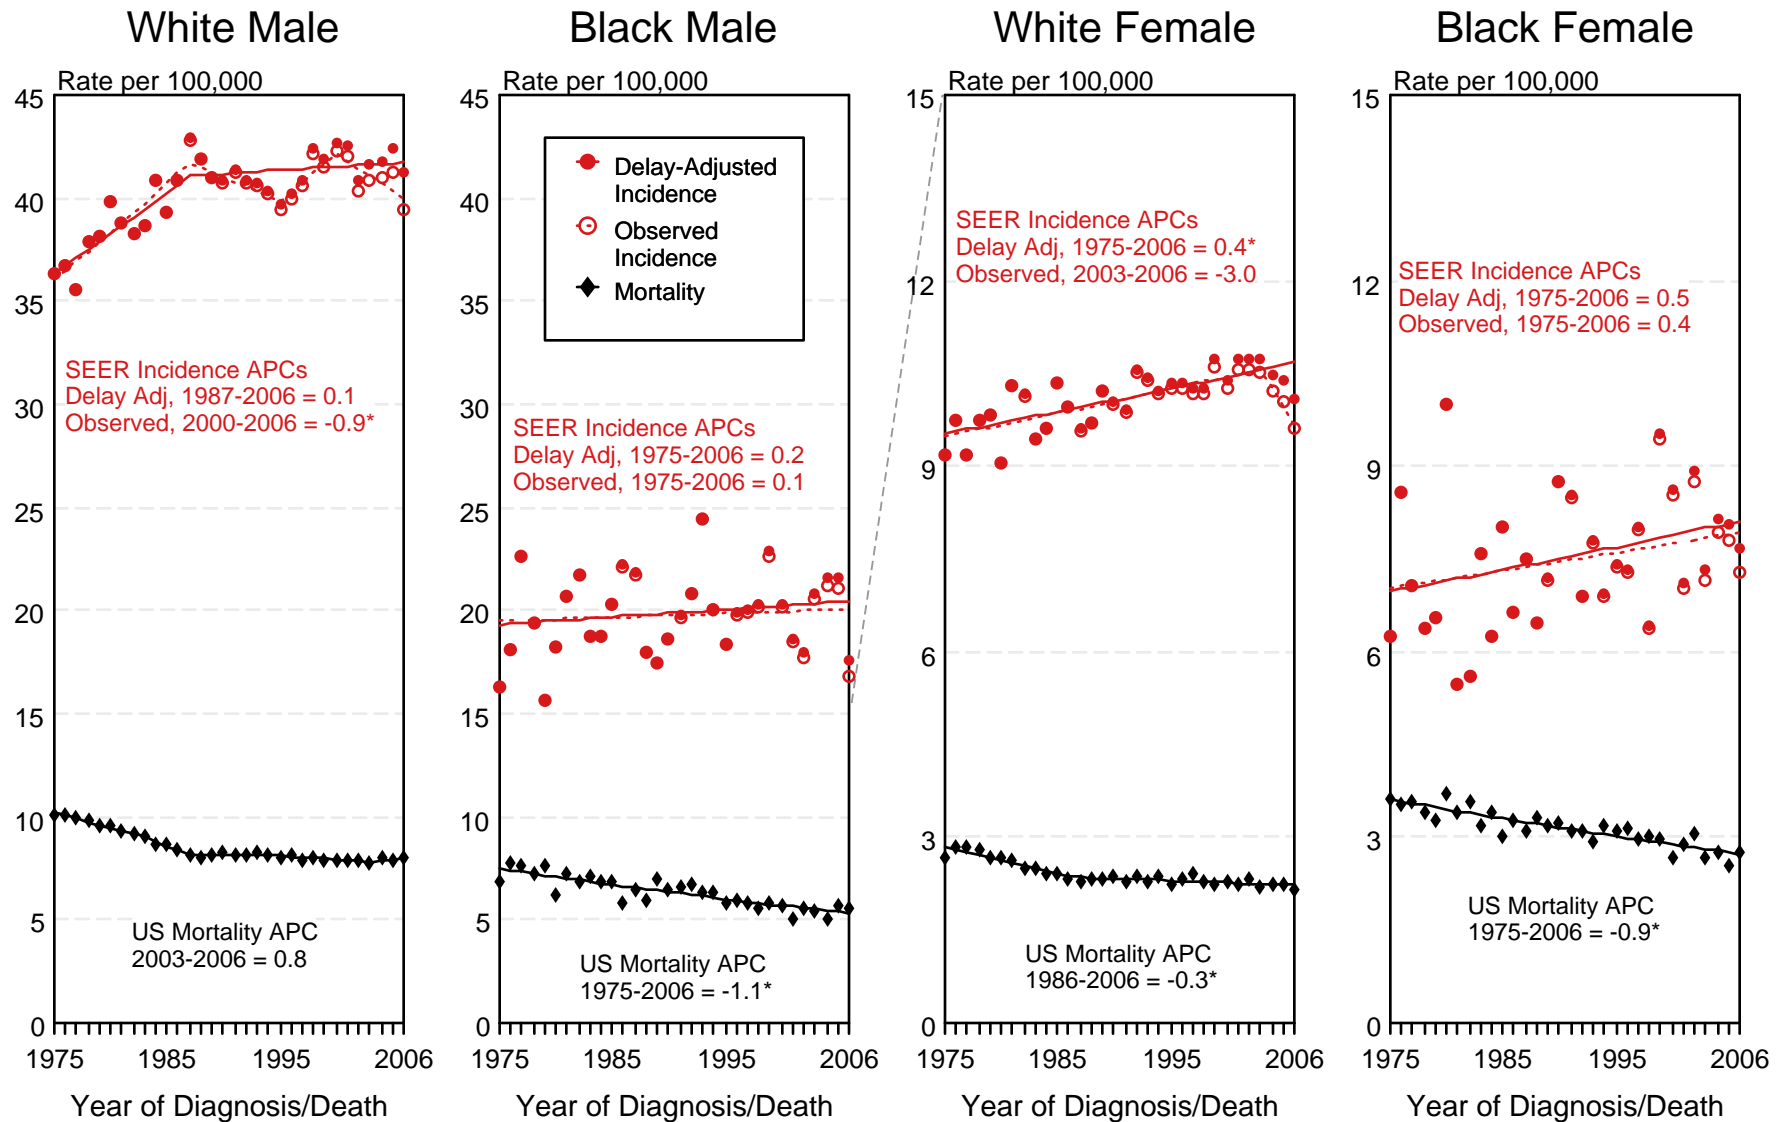 White Male
Black Male
White Female
Black Female
Rate per 100,000
45
40
35
30
25
20
15
10
5
0
SEER Incidence APCs
Delay Adj, 1987-2006 = 0.1
Observed, 2000-2006 = -0.9*
US Mortality APC
2003-2006 = 0.8
1975
1985
1995
2006
Year of Diagnosis/Death
Rate per 100,000
45
40
35
30
25
20
15
10
5
0
Delay-Adjusted
Incidence
Observed
Incidence
Mortality
SEER Incidence APCs
Delay Adj, 1975-2006 = 0.2
Observed, 1975-2006 = 0.1
US Mortality APC
1975-2006 = -1.1*
1975
1985
1995
2006
Year of Diagnosis/Death
Rate per 100,000
15
12
9
6
3
0
SEER Incidence APCs
Delay Adj, 1975-2006 = 0.4*
Observed, 2003-2006 = -3.0
US Mortality APC
1986-2006 = -0.3*
1975
1985
1995
2006
Year of Diagnosis/Death
Rate per 100,000
15
12
9
6
3
0
SEER Incidence APCs
Delay Adj, 1975-2006 = 0.5
Observed, 1975-2006 = 0.4
US Mortality APC
1975-2006 = -0.9*
1975
1985
1995
2006
Year of Diagnosis/Death